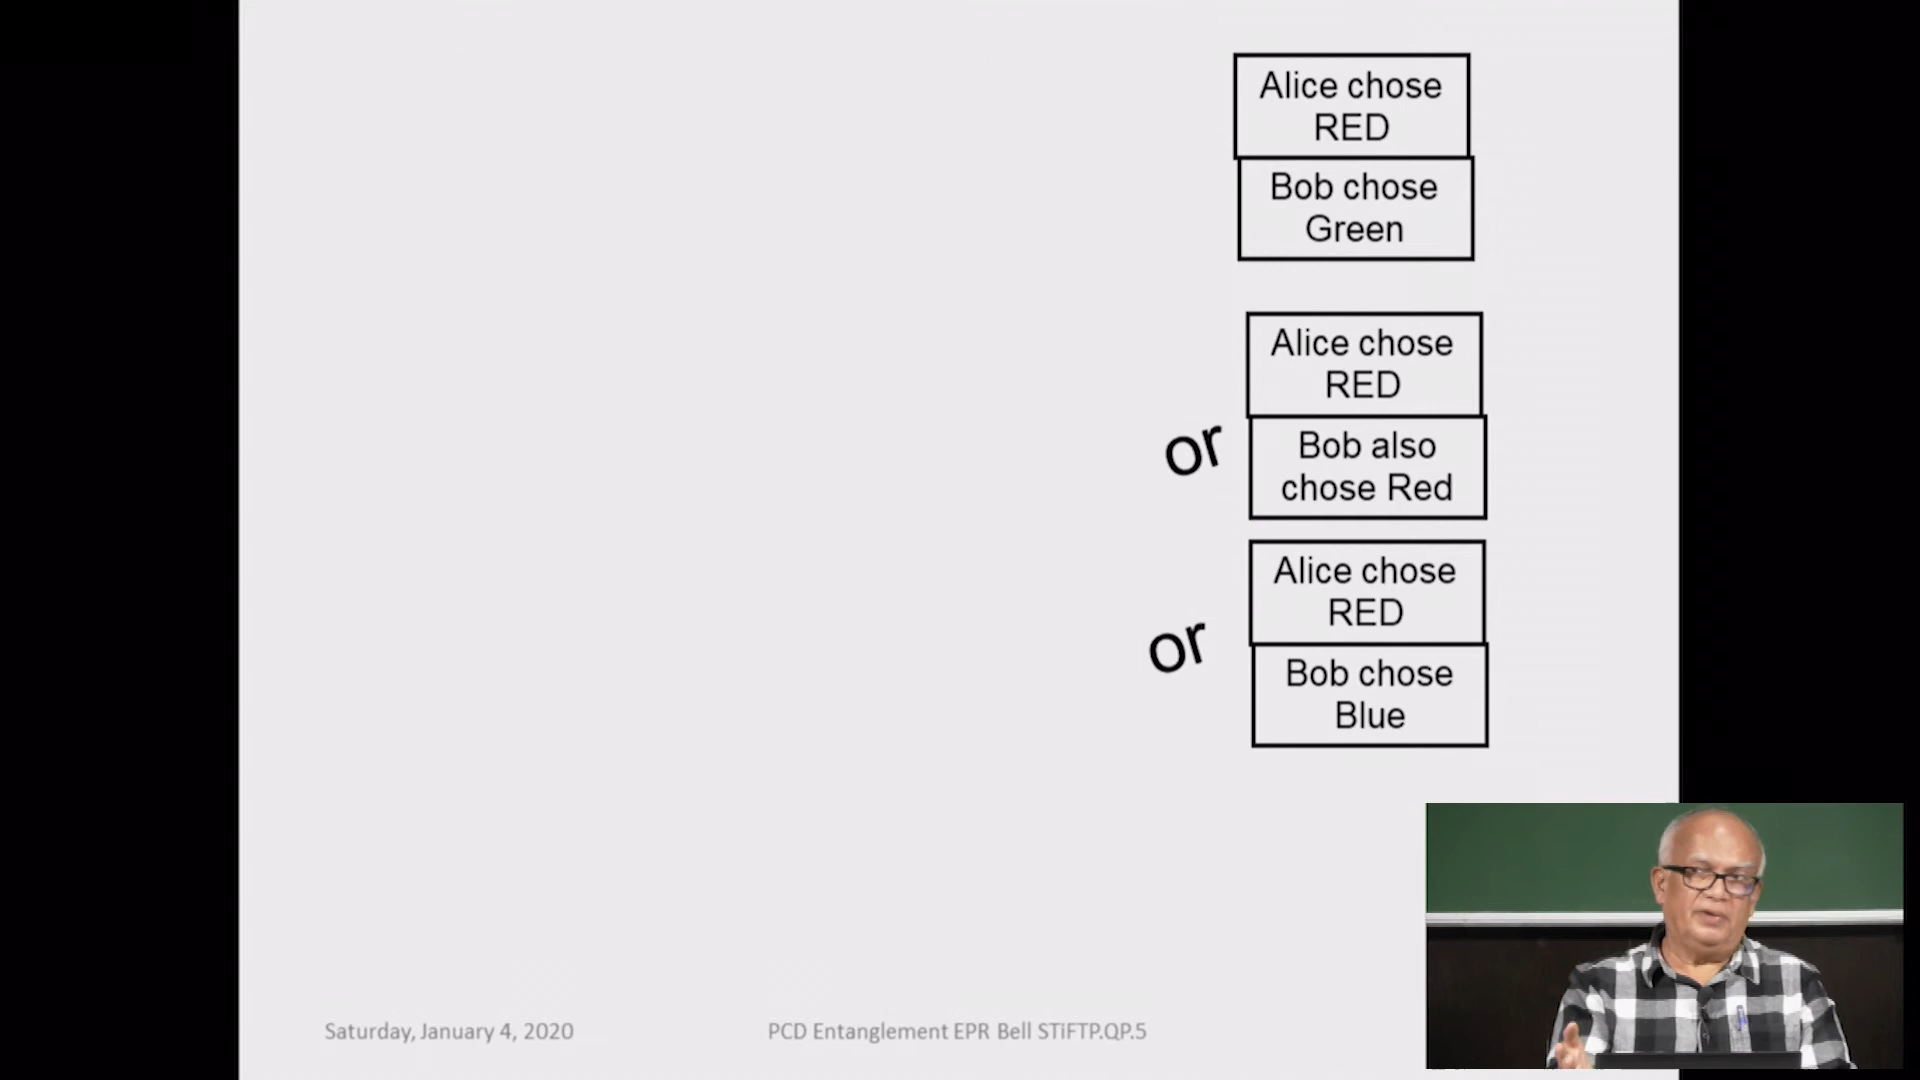 Alice chose
RED
Bob chose
Green
Alice chose
RED
or
Bob also
chose Red
Alice chose
RED
or
Bob chose
Blue
Saturday, January 4, 2020
PCD Entanglement EPR Bell STiFTP.QP.5